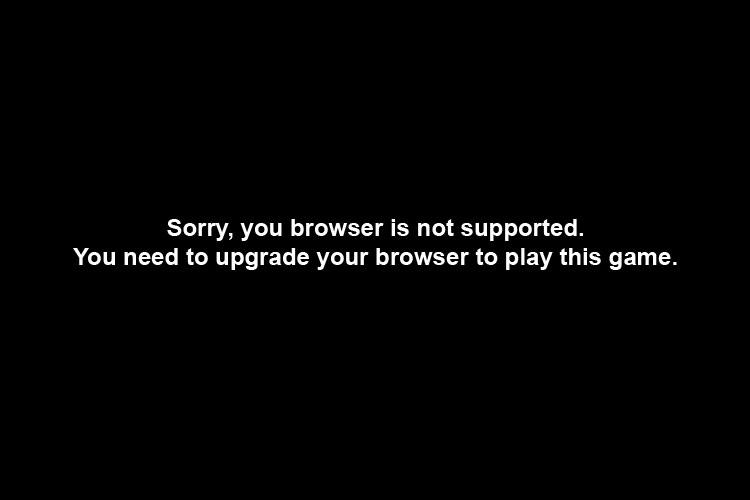 Sorry, you browser is not supported.
You need to upgrade your browser to play this game.